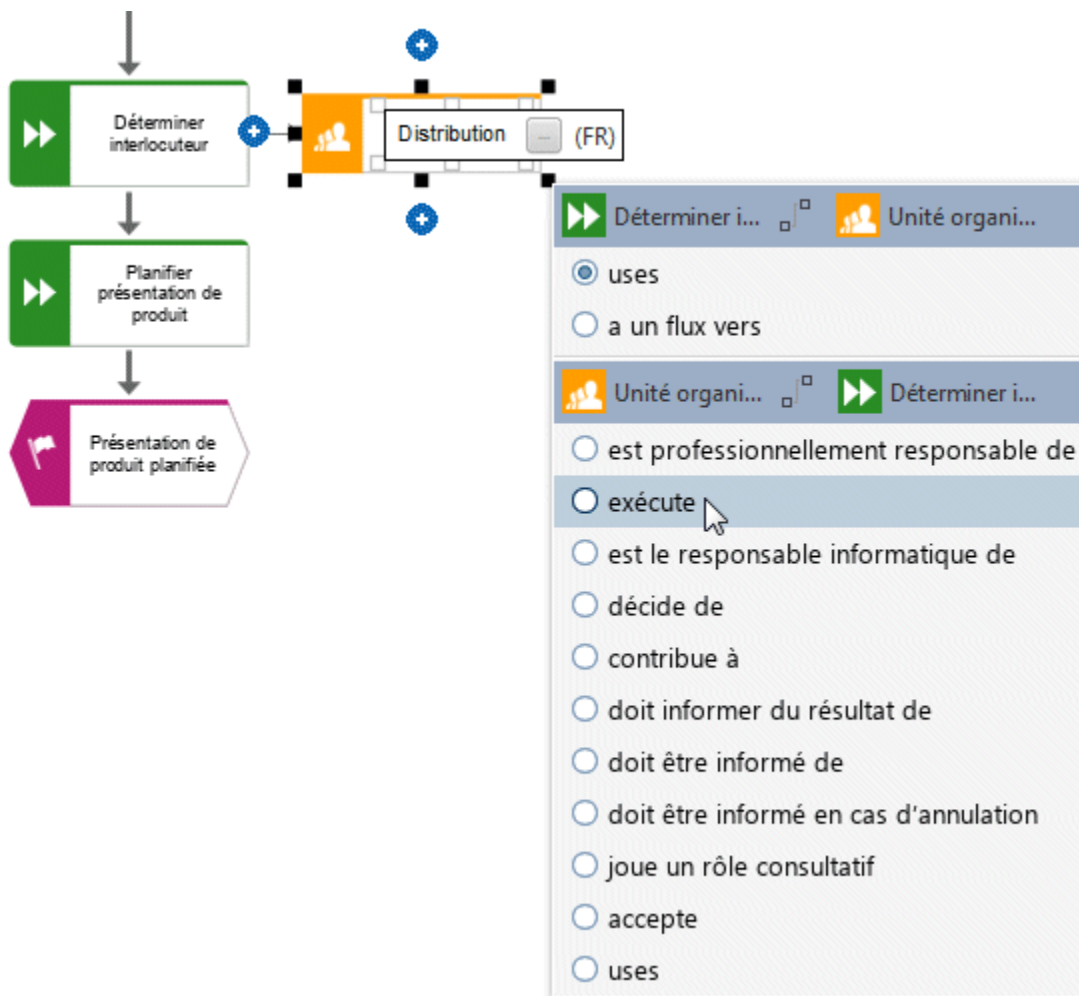 Déterminer
interlocuteur
Distribution ... (FR)
Planifier
présentation de
produit
Présentation de
produit planifiée
Déterminer i... Unité organi...
uses
a un flux vers
Unité organi... Déterminer i...
est professionnellement responsable de
exécute
est le responsable informatique de
décide de
contribue à
doit informer du résultat de
doit être informé de
doit être informé en cas d'annulation
joue un rôle consultatif
accepte
uses